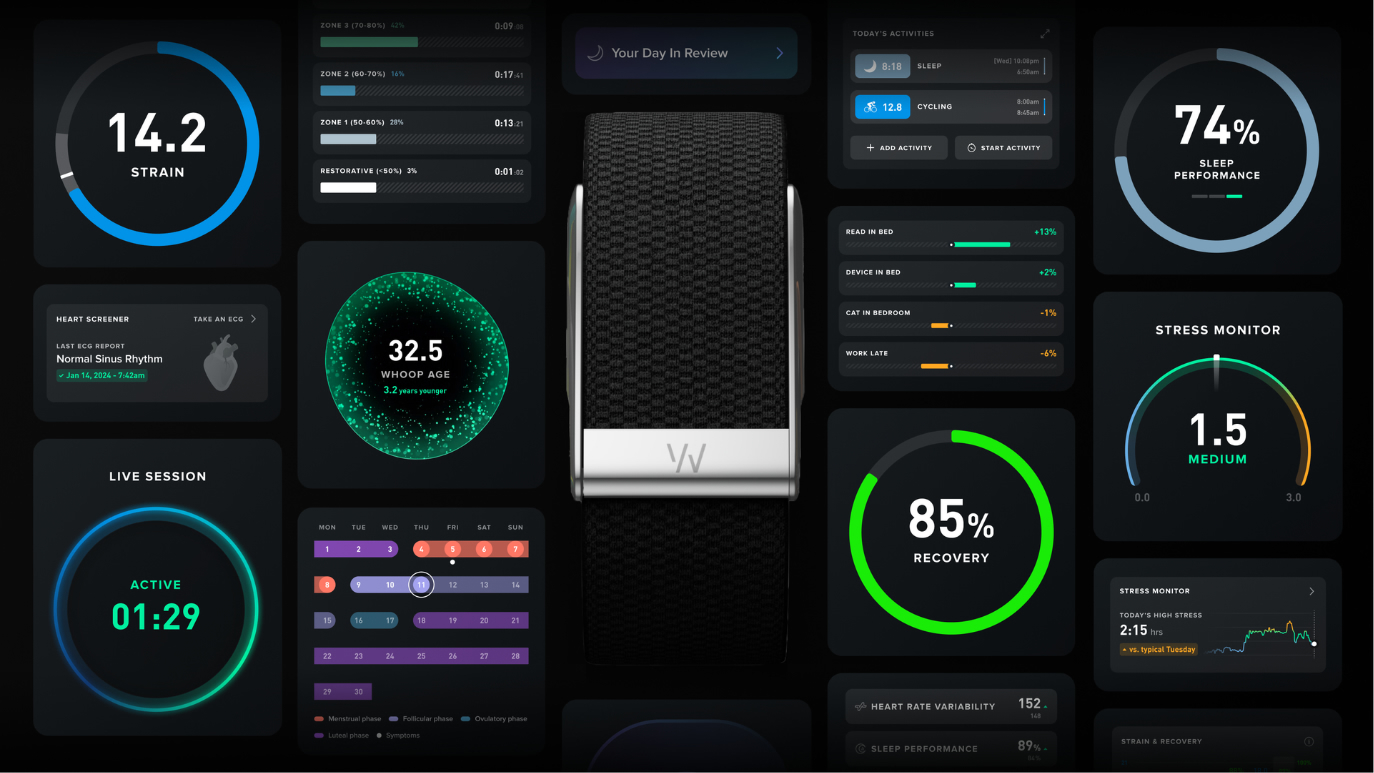 14.2
STRAIN
HEART SCREENER
TAKE AN ECG
LAST ECG REPORT
Normal Sinus Rhythm
✓ Jan 14, 2024 - 7:42am
LIVE SESSION
ACTIVE
01:29
ZONE 3 (70-80%) 42% 0:09
ZONE 2 (60-70%) 16% 0:17:41
ZONE 1 (50-60%) 28% 0:13:21
RESTORATIVE (<50%) 3% 0:01:02
32.5
WHOOP AGE
3.2 years younger
MON TUE WED THU FRI SAT SUN
1 2 3 4 5 6 7
8 9 10 11 12 13 14
15 16 17 18 19 20 21
22 23 24 25 26 27 28
29 30
Menstrual phase Follicular phase Ovulatory phase
Luteal phase Symptoms
Your Day In Review
W
TODAY'S ACTIVITIES
8:18 SLEEP [Wed] 10:00pm
6:50am
12.8 CYCLING 8:00am
8:45am
+ ADD ACTIVITY START ACTIVITY
READ IN BED +13%
DEVICE IN BED +2%
CAT IN BEDROOM -1%
WORK LATE -6%
85%
RECOVERY
HEART RATE VARIABILITY 152
148
SLEEP PERFORMANCE 89%
74%
SLEEP
PERFORMANCE
STRESS MONITOR
1.5
MEDIUM
0.0 3.0
STRESS MONITOR
TODAY'S HIGH STRESS
2:15 hrs
vs. typical Tuesday
STRAIN & RECOVERY